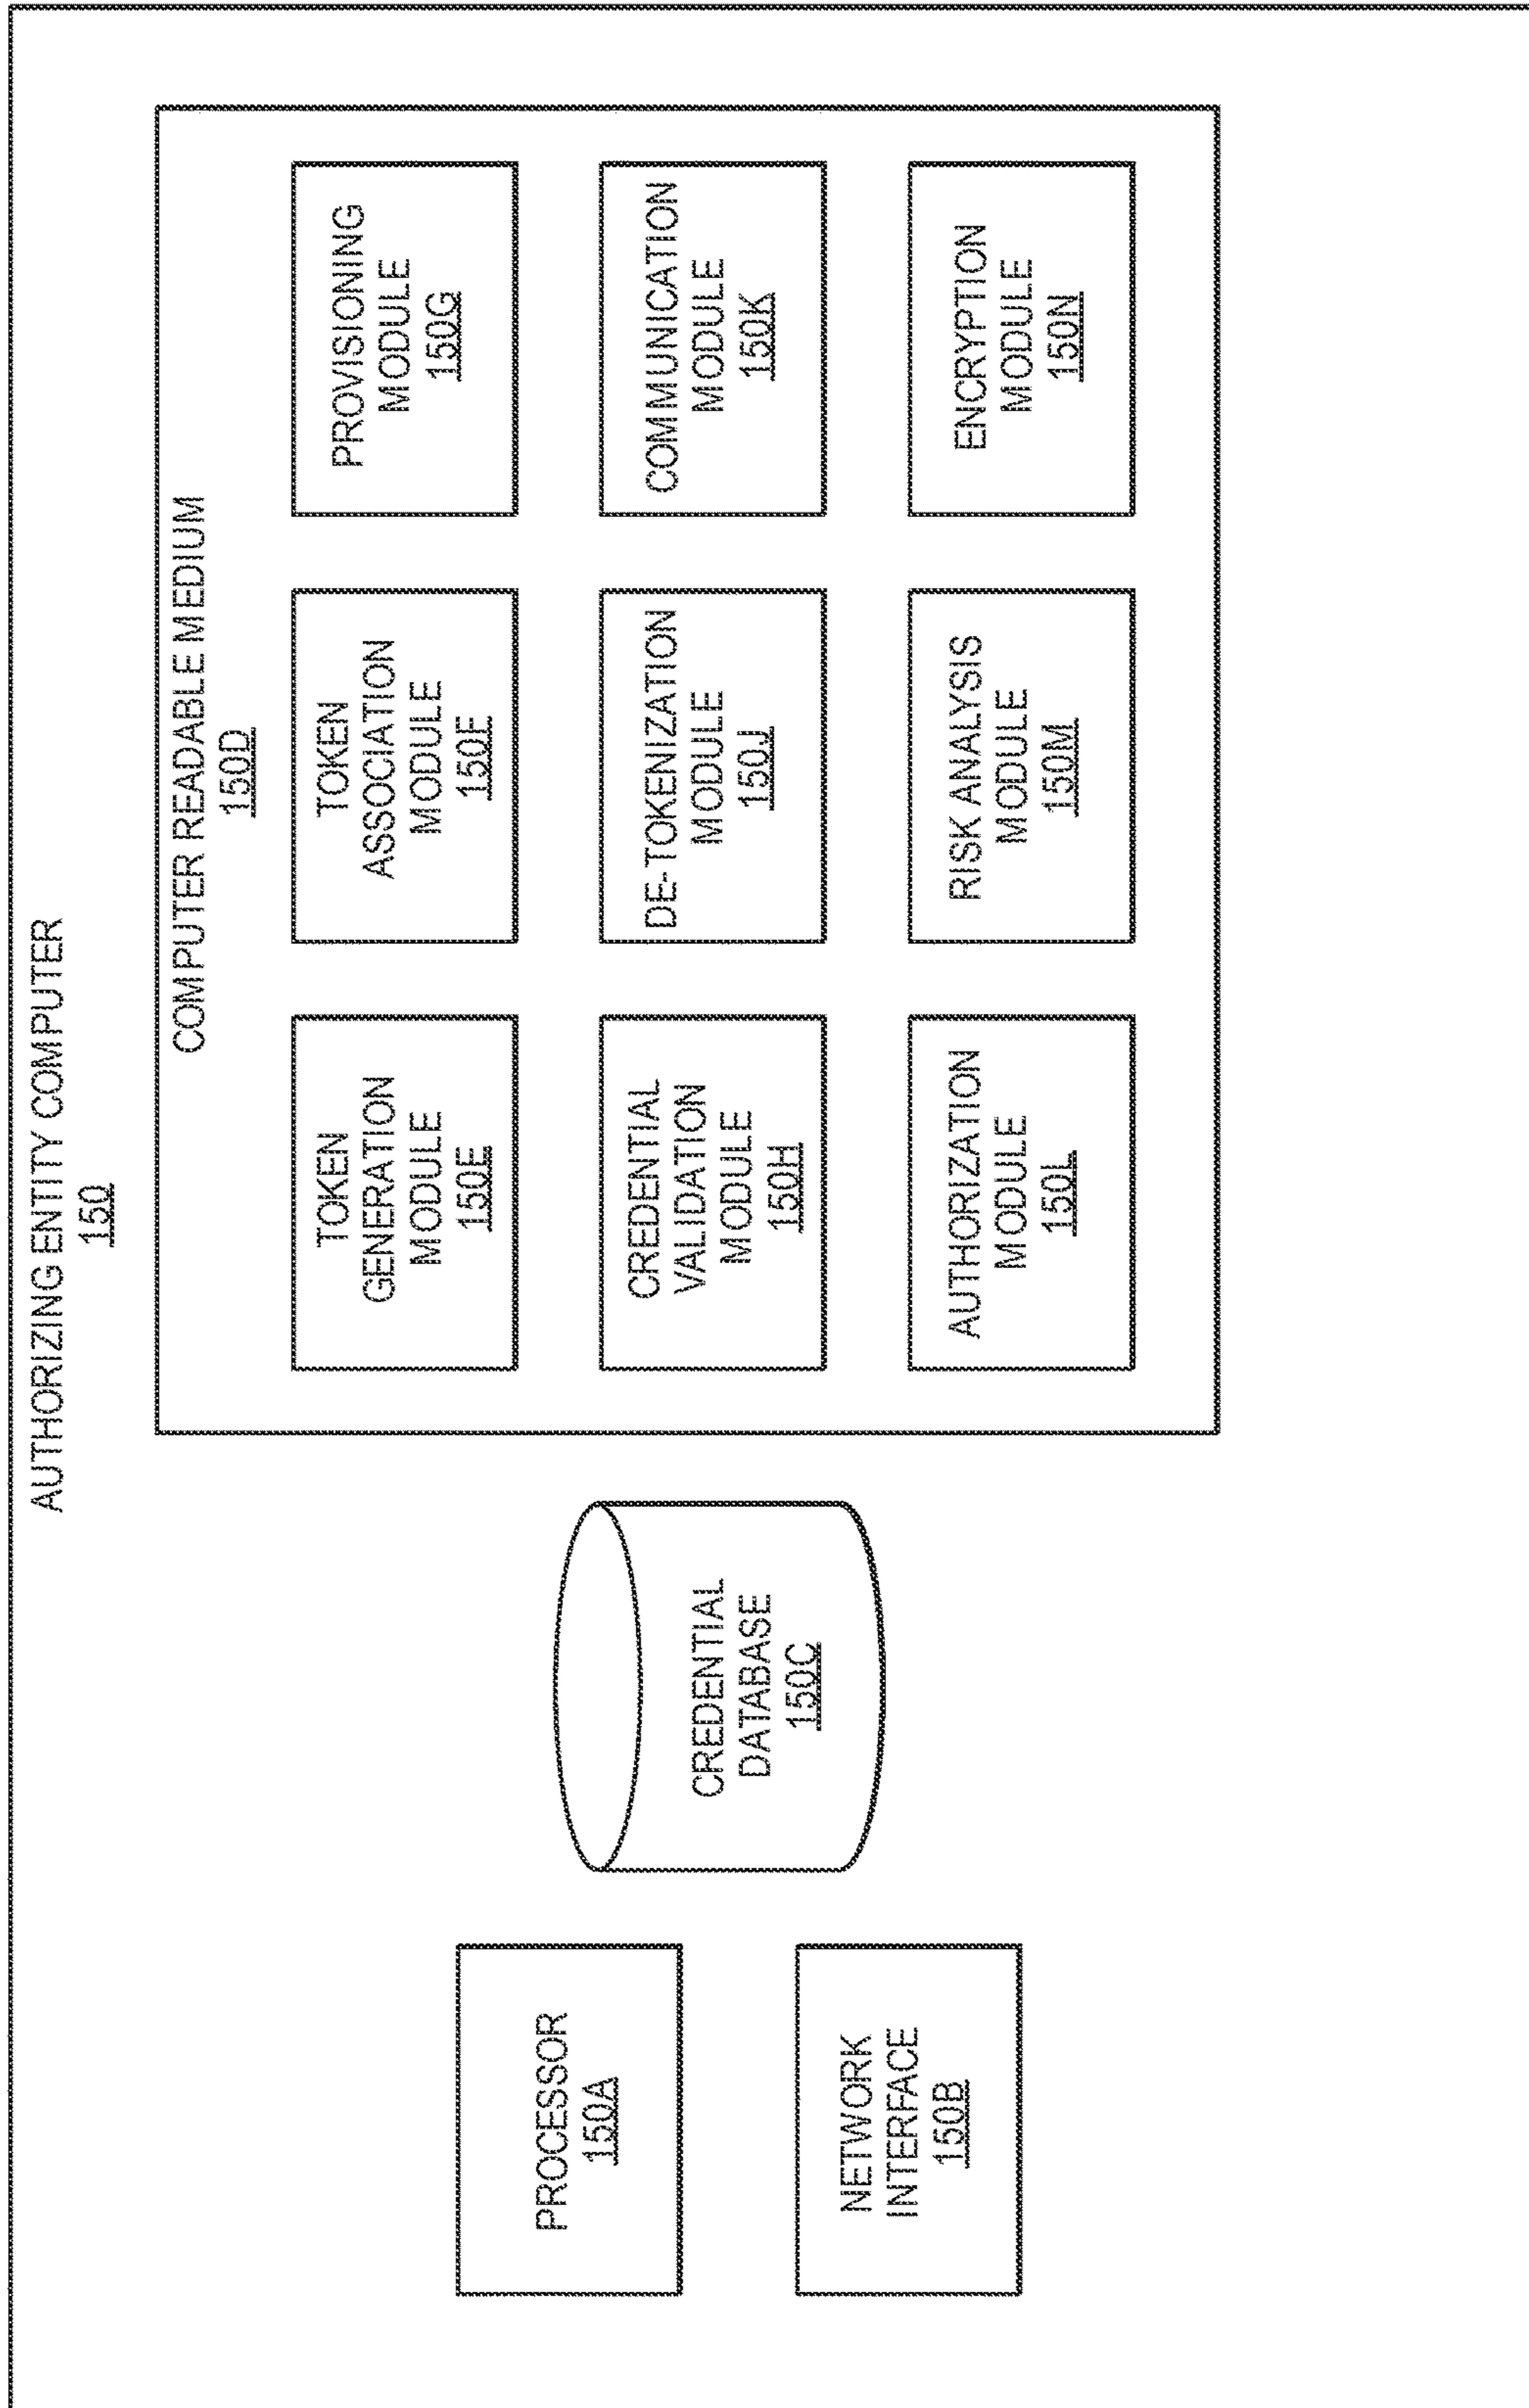 AUTHORIZING ENTITY COMPUTER
150
PROCESSOR
150A
NETWORK
INTERFACE
150B
CREDENTIAL
DATABASE
150C
COMPUTER READABLE MEDIUM
150D
TOKEN
GENERATION
MODULE
150E
TOKEN
ASSOCIATION
MODULE
150F
PROVISIONING
MODULE
150G
CREDENTIAL
VALIDATION
MODULE
150H
DE-TOKENIZATION
MODULE
150J
COMMUNICATION
MODULE
150K
AUTHORIZATION
MODULE
150L
RISK ANALYSIS
MODULE
150M
ENCRYPTION
MODULE
150N